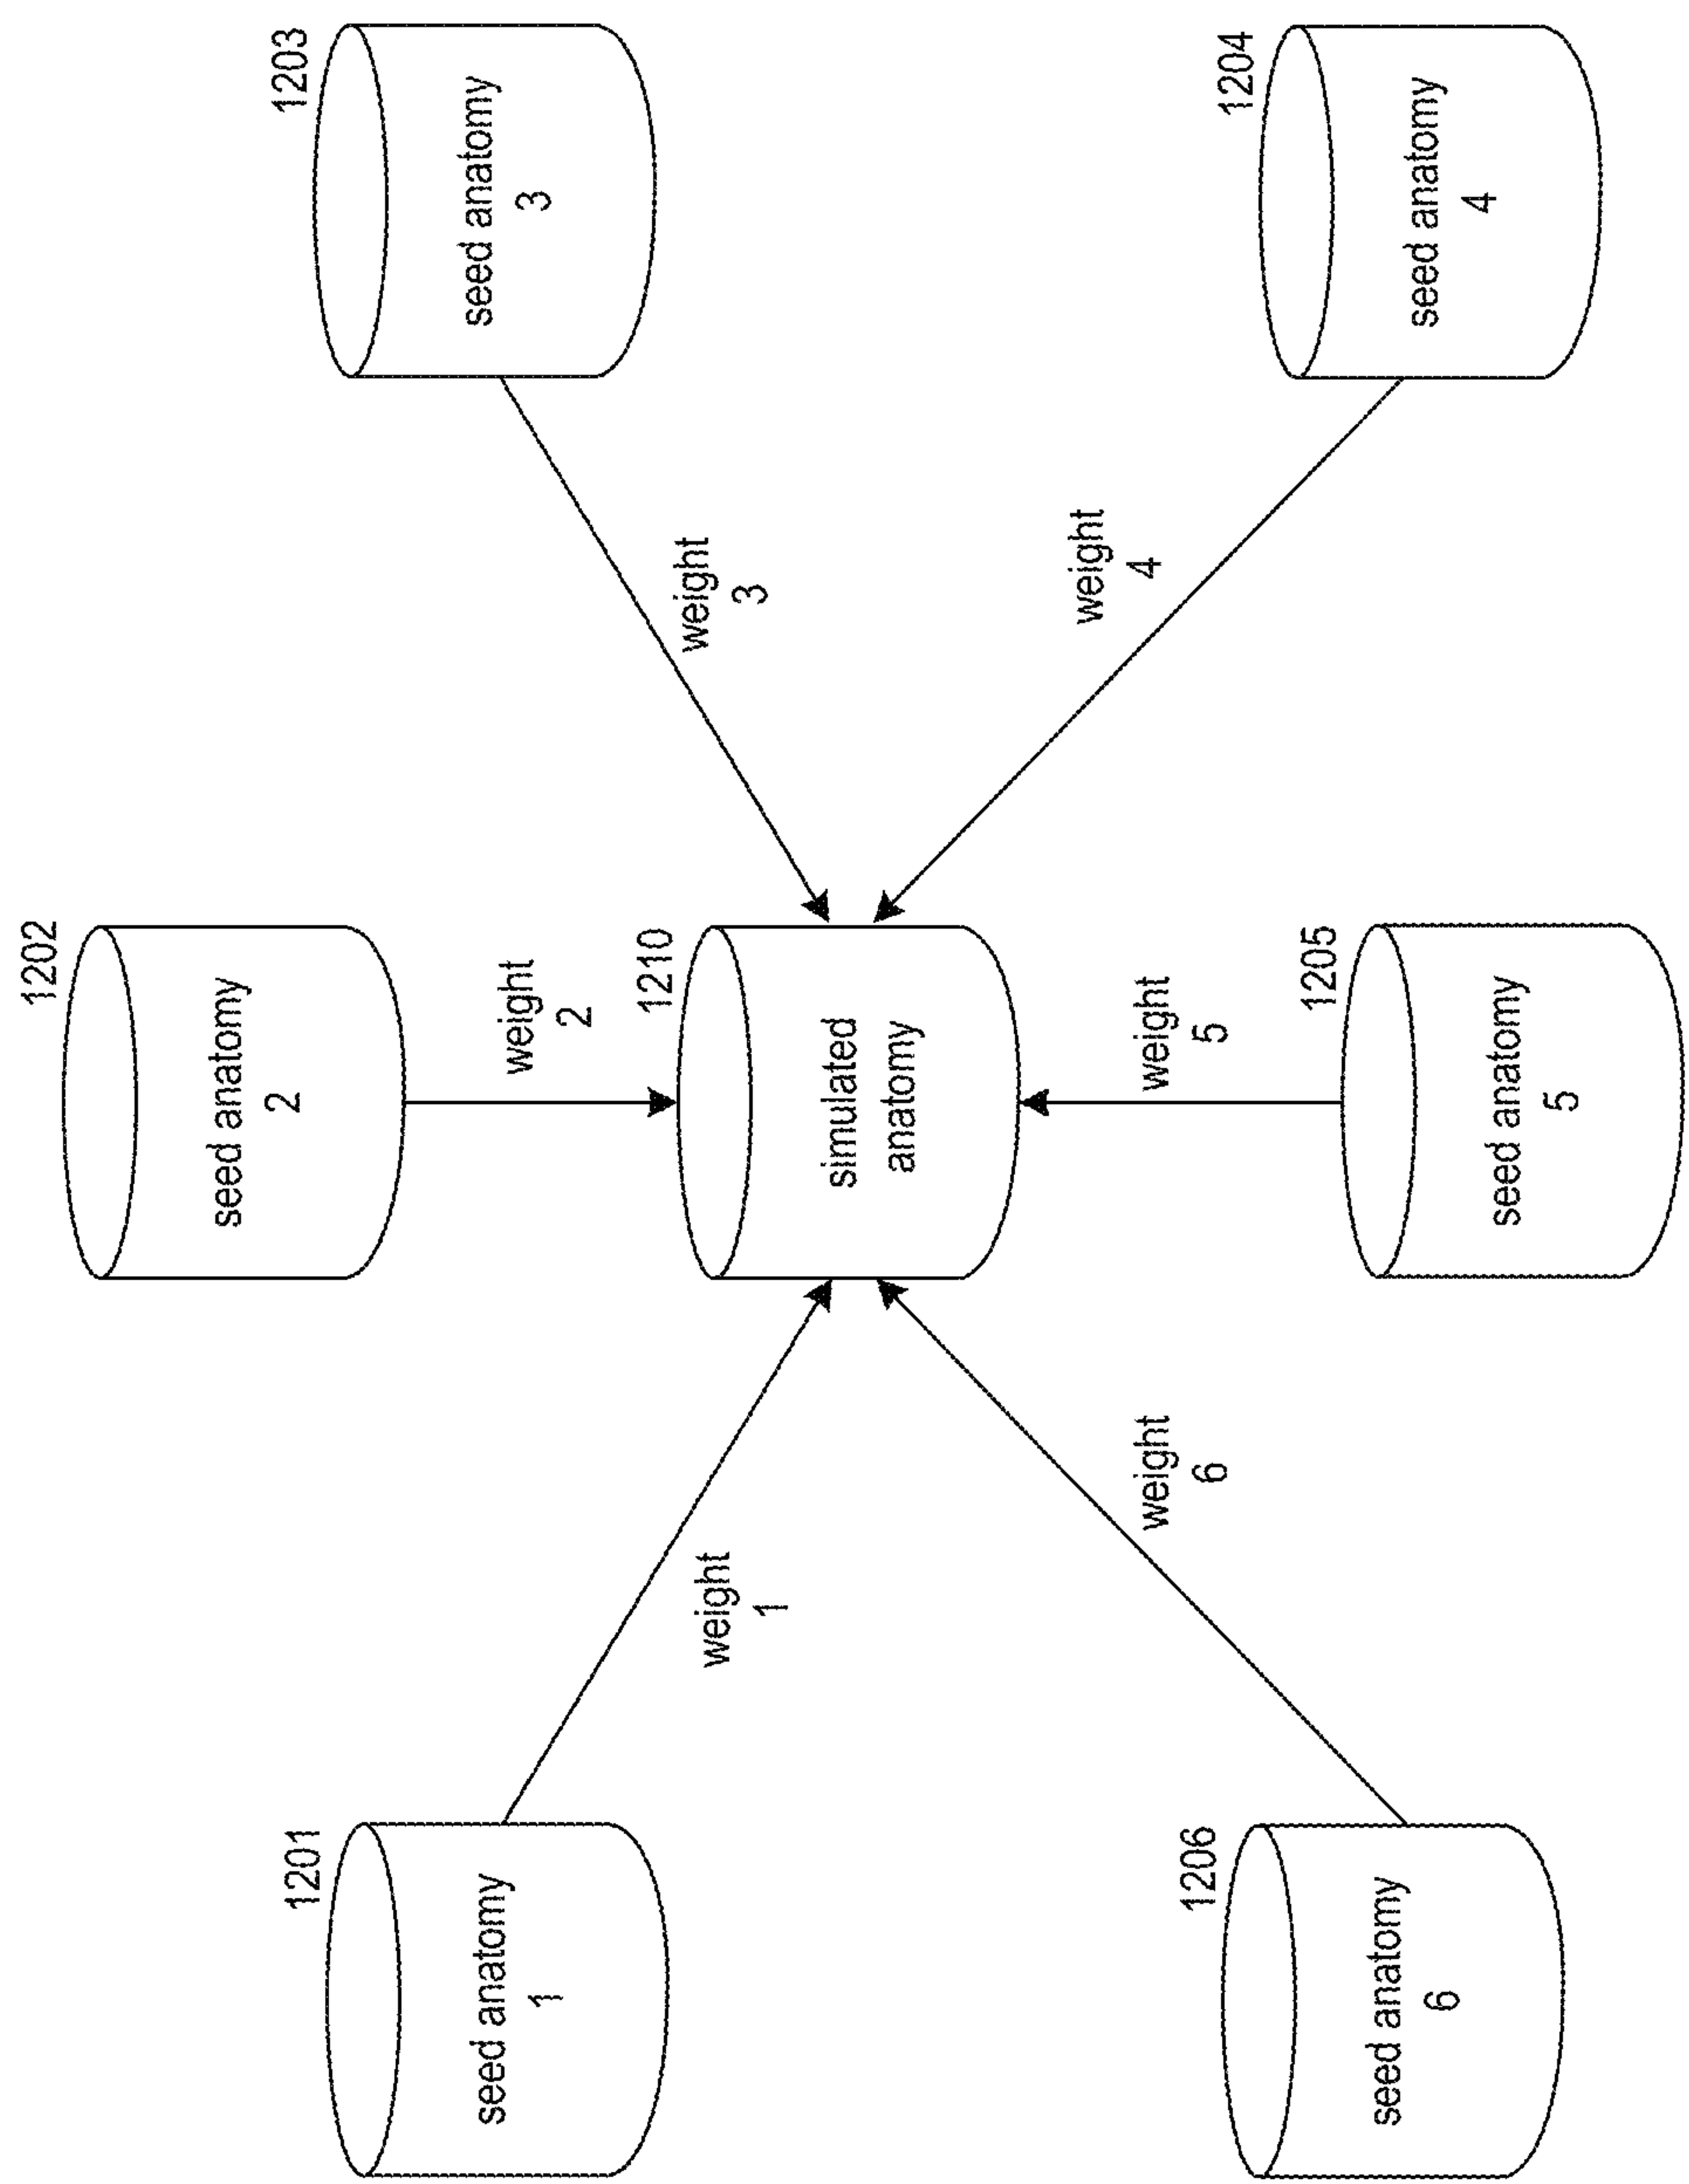 1201
seed anatomy
1
weight
1
1202
seed anatomy
2
weight
2
1203
seed anatomy
3
weight
3
1210
simulated
anatomy
1206
seed anatomy
6
weight
6
1205
seed anatomy
5
weight
5
1204
seed anatomy
4
weight
4